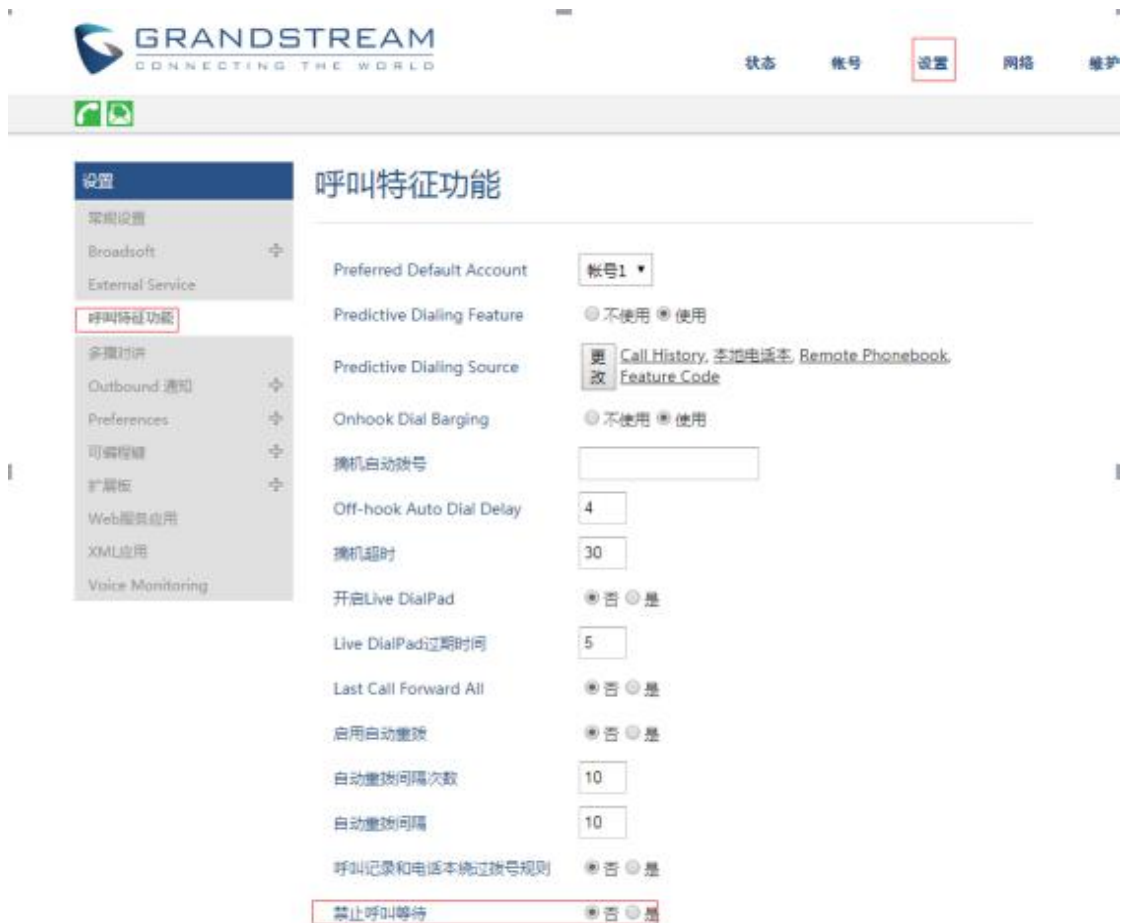 GRANDSTREAM
CONNECTING THE WORLD
状态 帐号 设置 网络 维护
设置
常规设置
Broadsoft
External Service
呼叫特征功能
多播对讲
Outbound 通知
Preferences
可编程键
扩展板
Web服务应用
XML应用
Voice Monitoring
呼叫特征功能
Preferred Default Account 帐号1
Predictive Dialing Feature 不使用 使用
Predictive Dialing Source 更改 Call History, 本地电话本, Remote Phonebook,
Feature Code
Onhook Dial Barging 不使用 使用
摘机自动拨号
Off-hook Auto Dial Delay 4
摘机超时 30
开启Live DialPad 否 是
Live DialPad过期时间 5
Last Call Forward All 否 是
启用自动重拨 否 是
自动重拨间隔次数 10
自动重拨间隔 10
呼叫记录和电话本绕过拨号规则 否 是
禁止呼叫等待 否 是